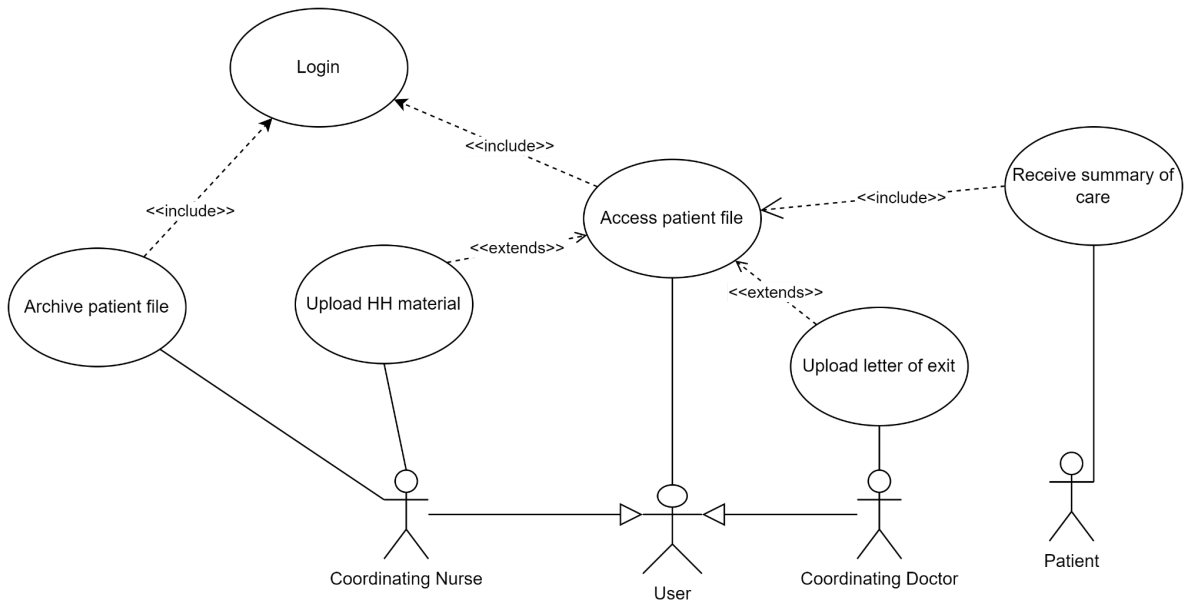 Login
<<include>>
<<include>>
Receive summary of
care
<<include>>
Access patient file
<<extends>>
<<include>>
Archive patient file
Upload HH material
<<extends>>
Upload letter of exit
Coordinating Nurse
User
Coordinating Doctor
Patient